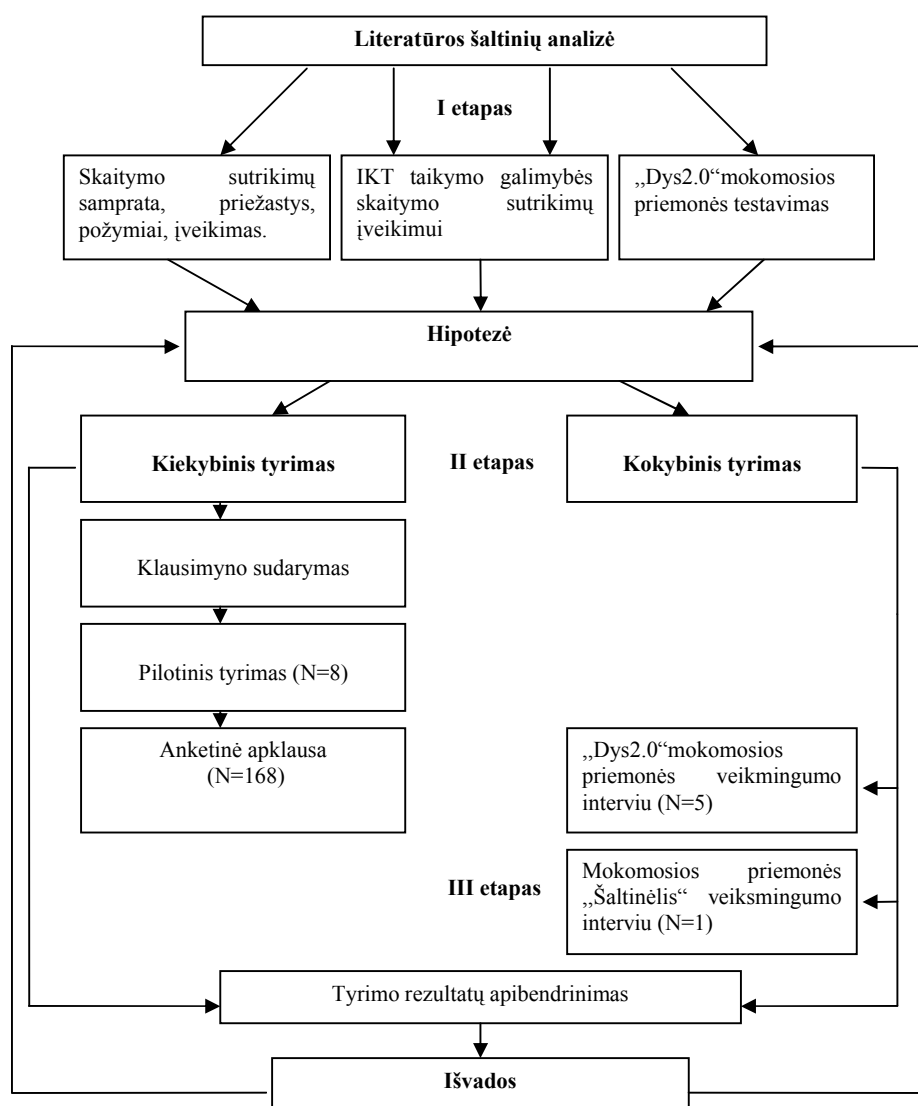 Literatūros šaltinių analizė
I etapas
Skaitymo sutrikimų
samprata, priežastys,
požymiai, įveikimas.
IKT taikymo galimybės
skaitymo sutrikimų
įveikimui
,,Dys2.0“mokomosios
priemonės testavimas
Hipotezė
Kiekybinis tyrimas
II etapas
Kokybinis tyrimas
Klausimyno sudarymas
Pilotinis tyrimas (N=8)
Anketinė apklausa
(N=168)
,,Dys2.0“mokomosios
priemonės veikmingumo
interviu (N=5)
III etapas
Mokomosios priemonės
,,Šaltinėlis“ veiksmingumo
interviu (N=1)
Tyrimo rezultatų apibendrinimas
Išvados